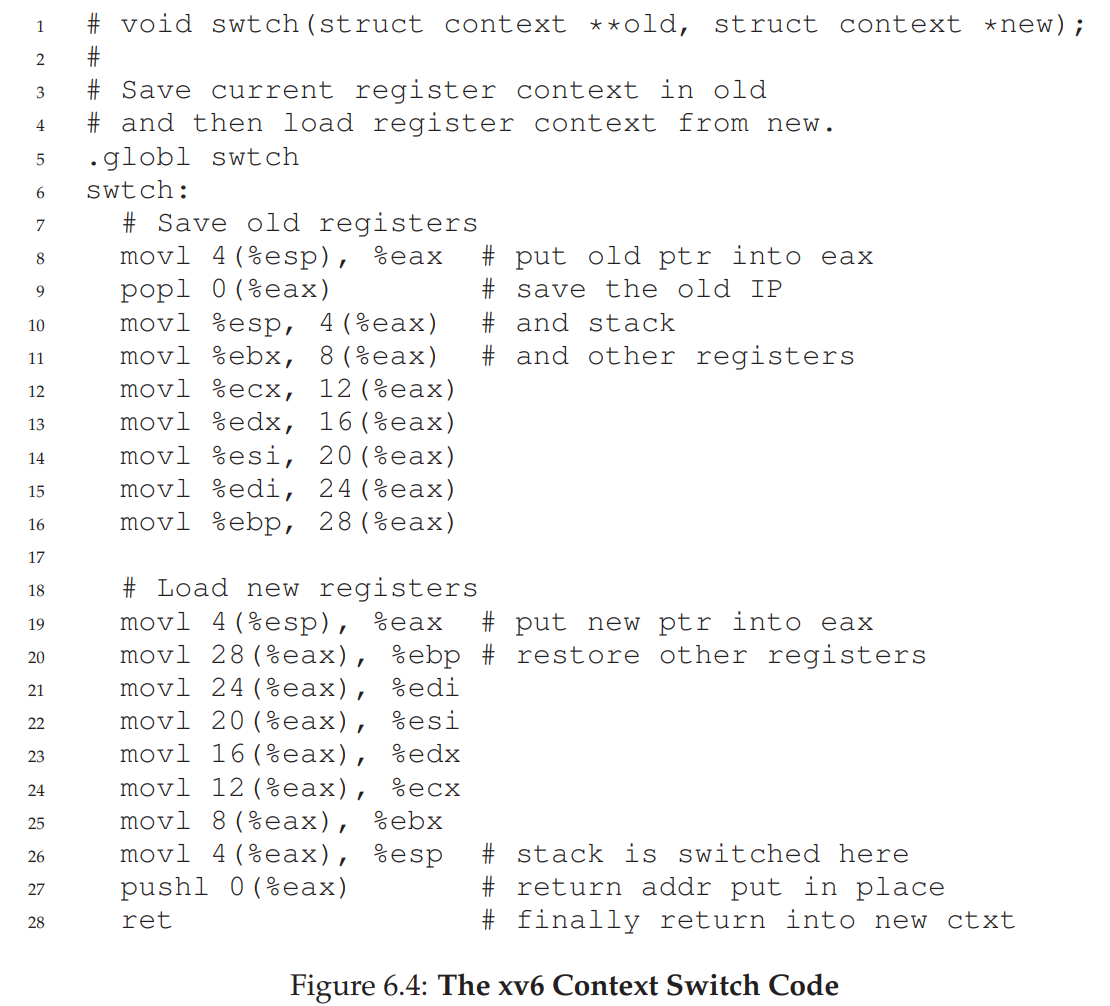 1 # void swtch(struct context **old, struct context *new);
2 #
3 # Save current register context in old
4 # and then load register context from new.
5 .globl swtch
6 swtch:
7 # Save old registers
8 movl 4(%esp), %eax # put old ptr into eax
9 popl 0(%eax) # save the old IP
10 movl %esp, 4(%eax) # and stack
11 movl %ebx, 8(%eax) # and other registers
12 movl %ecx, 12(%eax)
13 movl %edx, 16(%eax)
14 movl %esi, 20(%eax)
15 movl %edi, 24(%eax)
16 movl %ebp, 28(%eax)
17
18 # Load new registers
19 movl 4(%esp), %eax # put new ptr into eax
20 movl 28(%eax), %ebp # restore other registers
21 movl 24(%eax), %edi
22 movl 20(%eax), %esi
23 movl 16(%eax), %edx
24 movl 12(%eax), %ecx
25 movl 8(%eax), %ebx
26 movl 4(%eax), %esp # stack is switched here
27 pushl 0(%eax) # return addr put in place
28 ret # finally return into new ctxt
Figure 6.4: The xv6 Context Switch Code